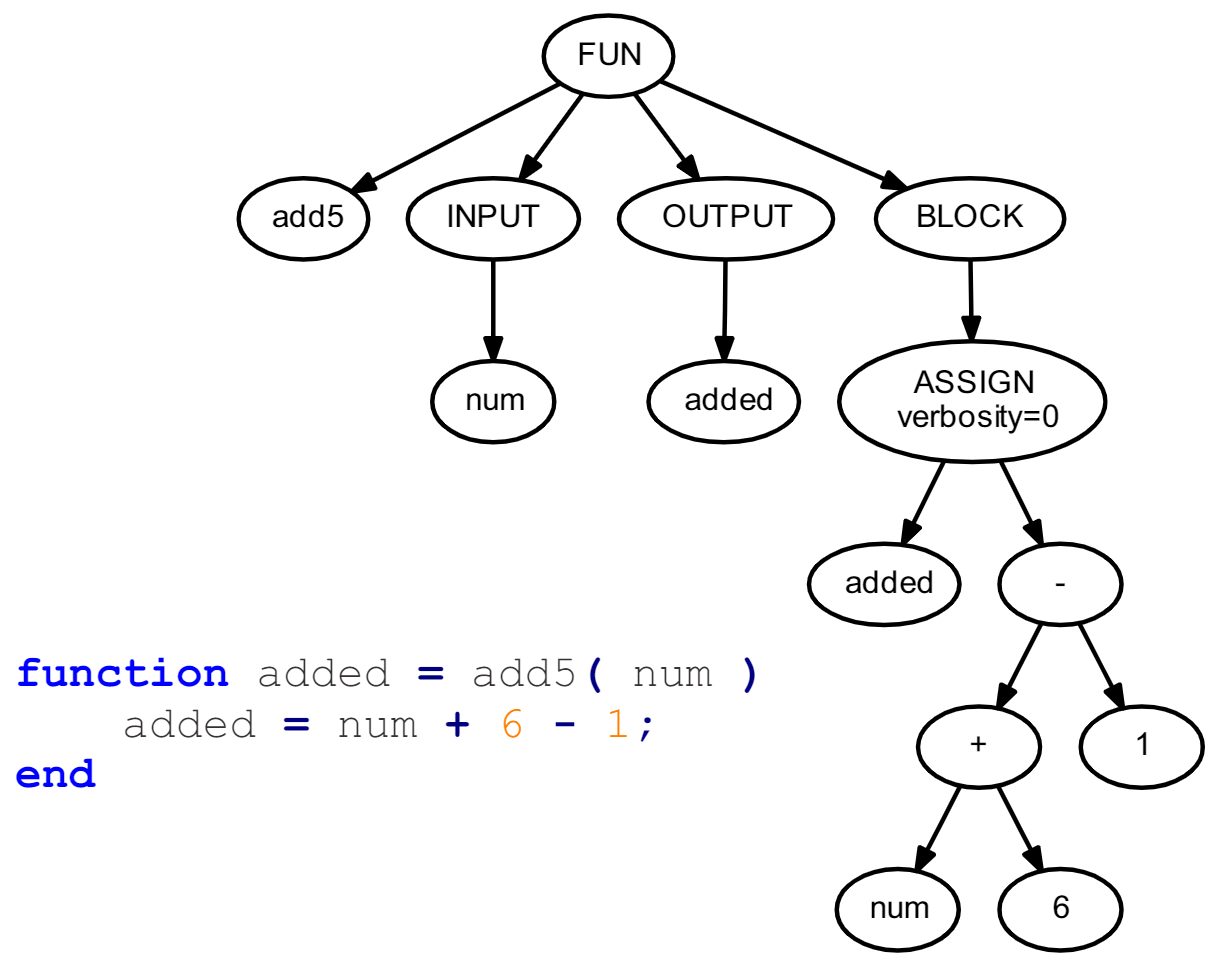 FUN
add5
INPUT
OUTPUT
BLOCK
num
added
ASSIGN
verbosity=0
added
-
+
1
num
6
function added = add5( num )
    added = num + 6 - 1;
end